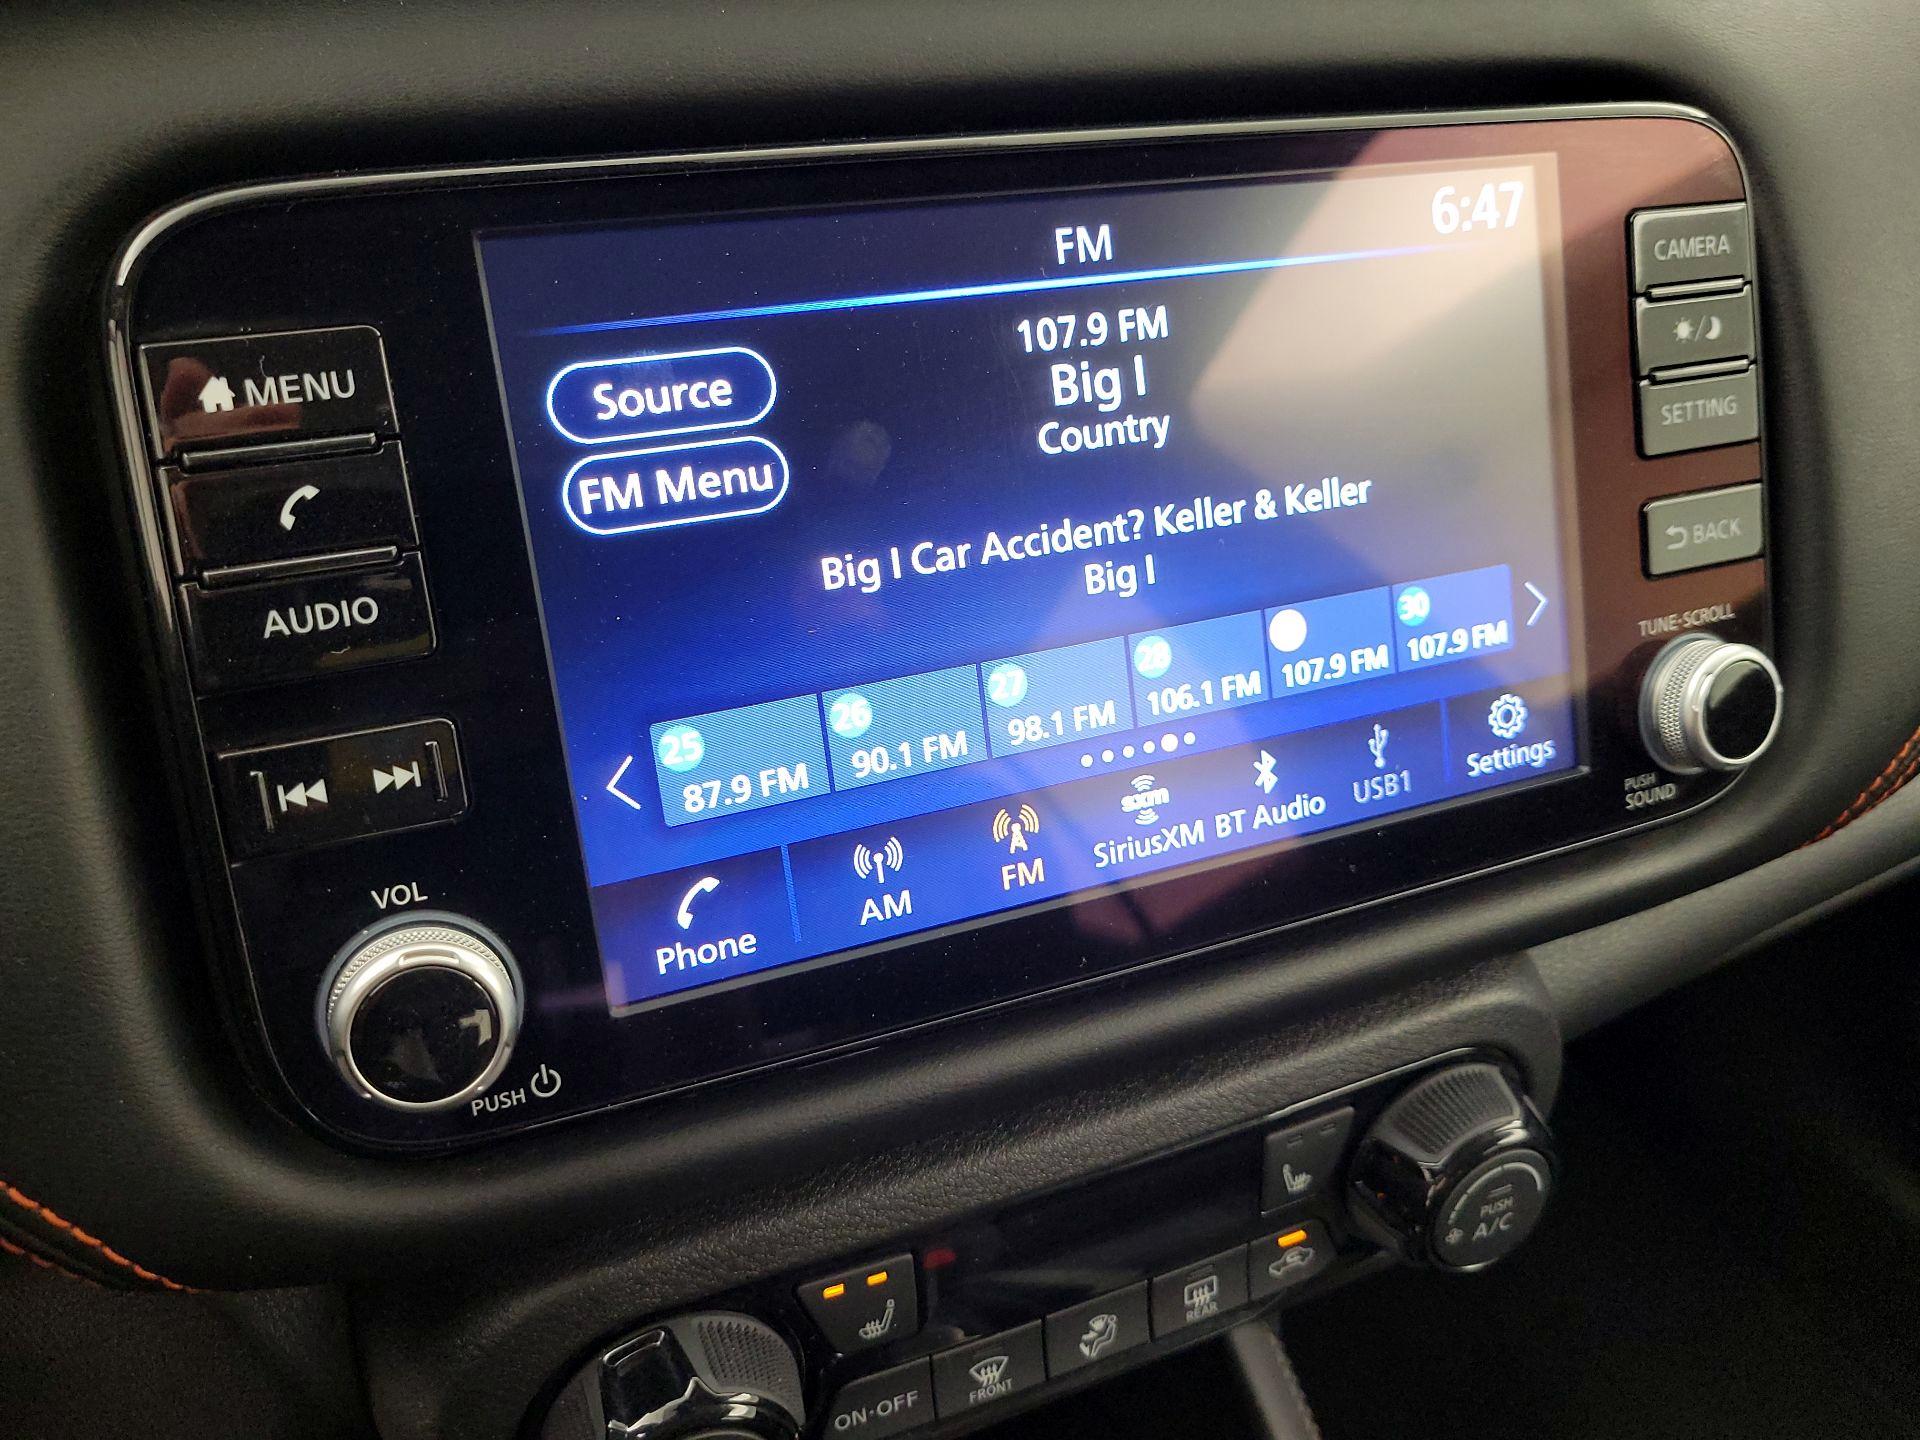 6:47
FM
CAMERA
MENU
107.9 FM
Source
Big I
Country
SETTING
FM Menu
Big I Car Accident? Keller & Keller
Big I
BACK
AUDIO
TUNE·SCROLL
25
87.9 FM
26
90.1 FM
27
98.1 FM
28
106.1 FM
107.9 FM
30
107.9 FM
Phone
AM
FM
sxm
SiriusXM
BT Audio
USB1
Settings
PUSH
SOUND
VOL
PUSH
PUSH
A/C
REAR
FRONT
ON·OFF